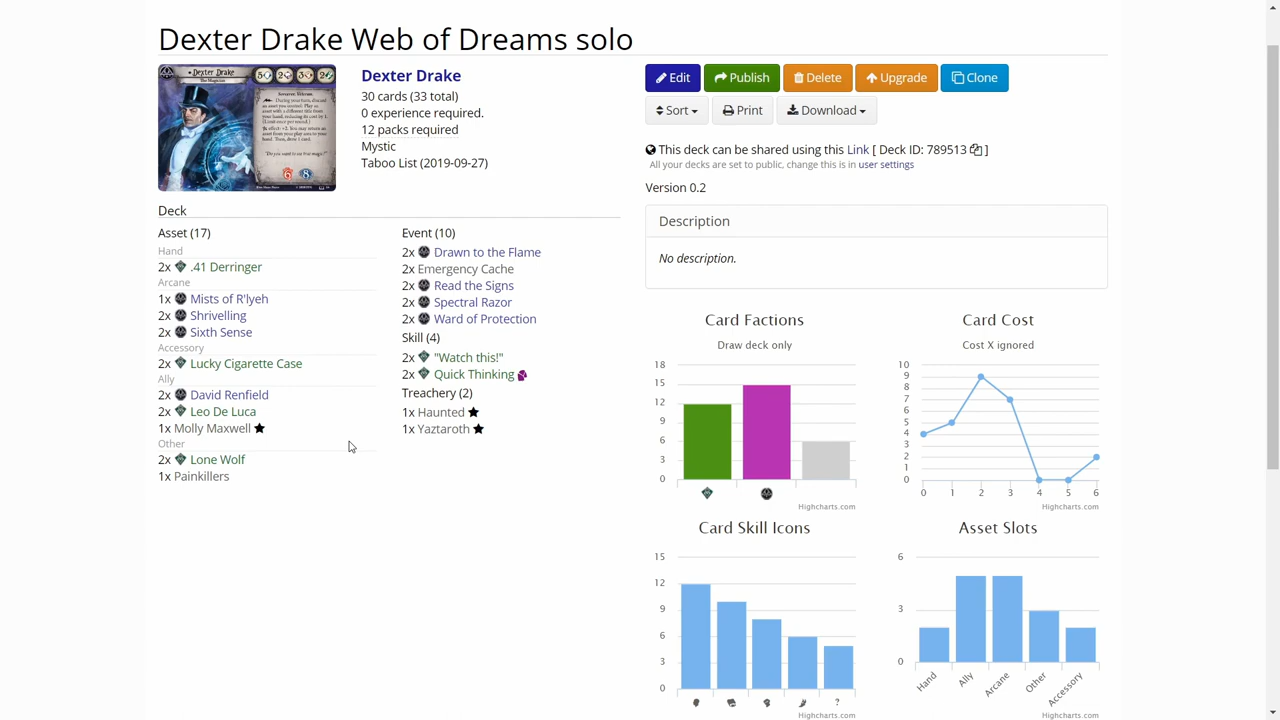 Dexter Drake Web of Dreams solo
Dexter Drake
The Magician
5 2 3 2
Sorcerer. Veteran.
Dexter Drake
30 cards (33 total)
0 experience required.
12 packs required
Mystic
Taboo List (2019-09-27)
Edit Publish Delete Upgrade Clone
Sort Print Download
This deck can be shared using this Link [ Deck ID: 789513 ]
All your decks are set to public, change this is in user settings
Version 0.2
Description
No description.
Deck
Asset (17)
Hand
2x .41 Derringer
Arcane
1x Mists of R'lyeh
2x Shrivelling
2x Sixth Sense
Accessory
2x Lucky Cigarette Case
Ally
2x David Renfield
2x Leo De Luca
1x Molly Maxwell
Other
2x Lone Wolf
1x Painkillers
Event (10)
2x Drawn to the Flame
2x Emergency Cache
2x Read the Signs
2x Spectral Razor
2x Ward of Protection
Skill (4)
2x "Watch this!"
2x Quick Thinking
Treachery (2)
1x Haunted
1x Yaztaroth
Card Factions
Draw deck only
18
15
12
9
6
3
0
Highcharts.com
Card Cost
Cost X ignored
10
9
8
7
6
5
4
3
2
1
0
0 1 2 3 4 5 6
Highcharts.com
Card Skill Icons
15
12
9
6
3
0
?
Highcharts.com
Asset Slots
6
3
0
Hand Ally Arcane Other Accessory
Highcharts.com